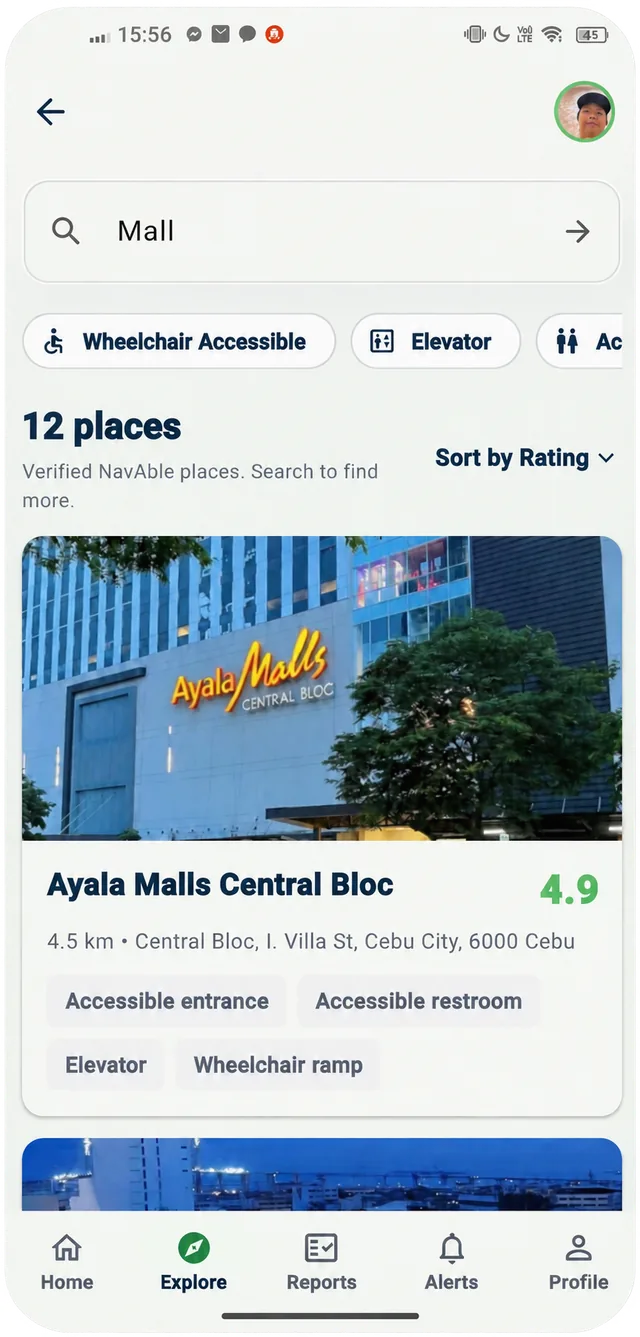 15:56
Vo))
LTE
45
Mall
Wheelchair Accessible
Elevator
Ac
12 places
Verified NavAble places. Search to find
more.
Sort by Rating
Ayala Malls
CENTRAL BLOC
Ayala Malls Central Bloc
4.9
4.5 km • Central Bloc, I. Villa St, Cebu City, 6000 Cebu
Accessible entrance
Accessible restroom
Elevator
Wheelchair ramp
Home
Explore
Reports
Alerts
Profile